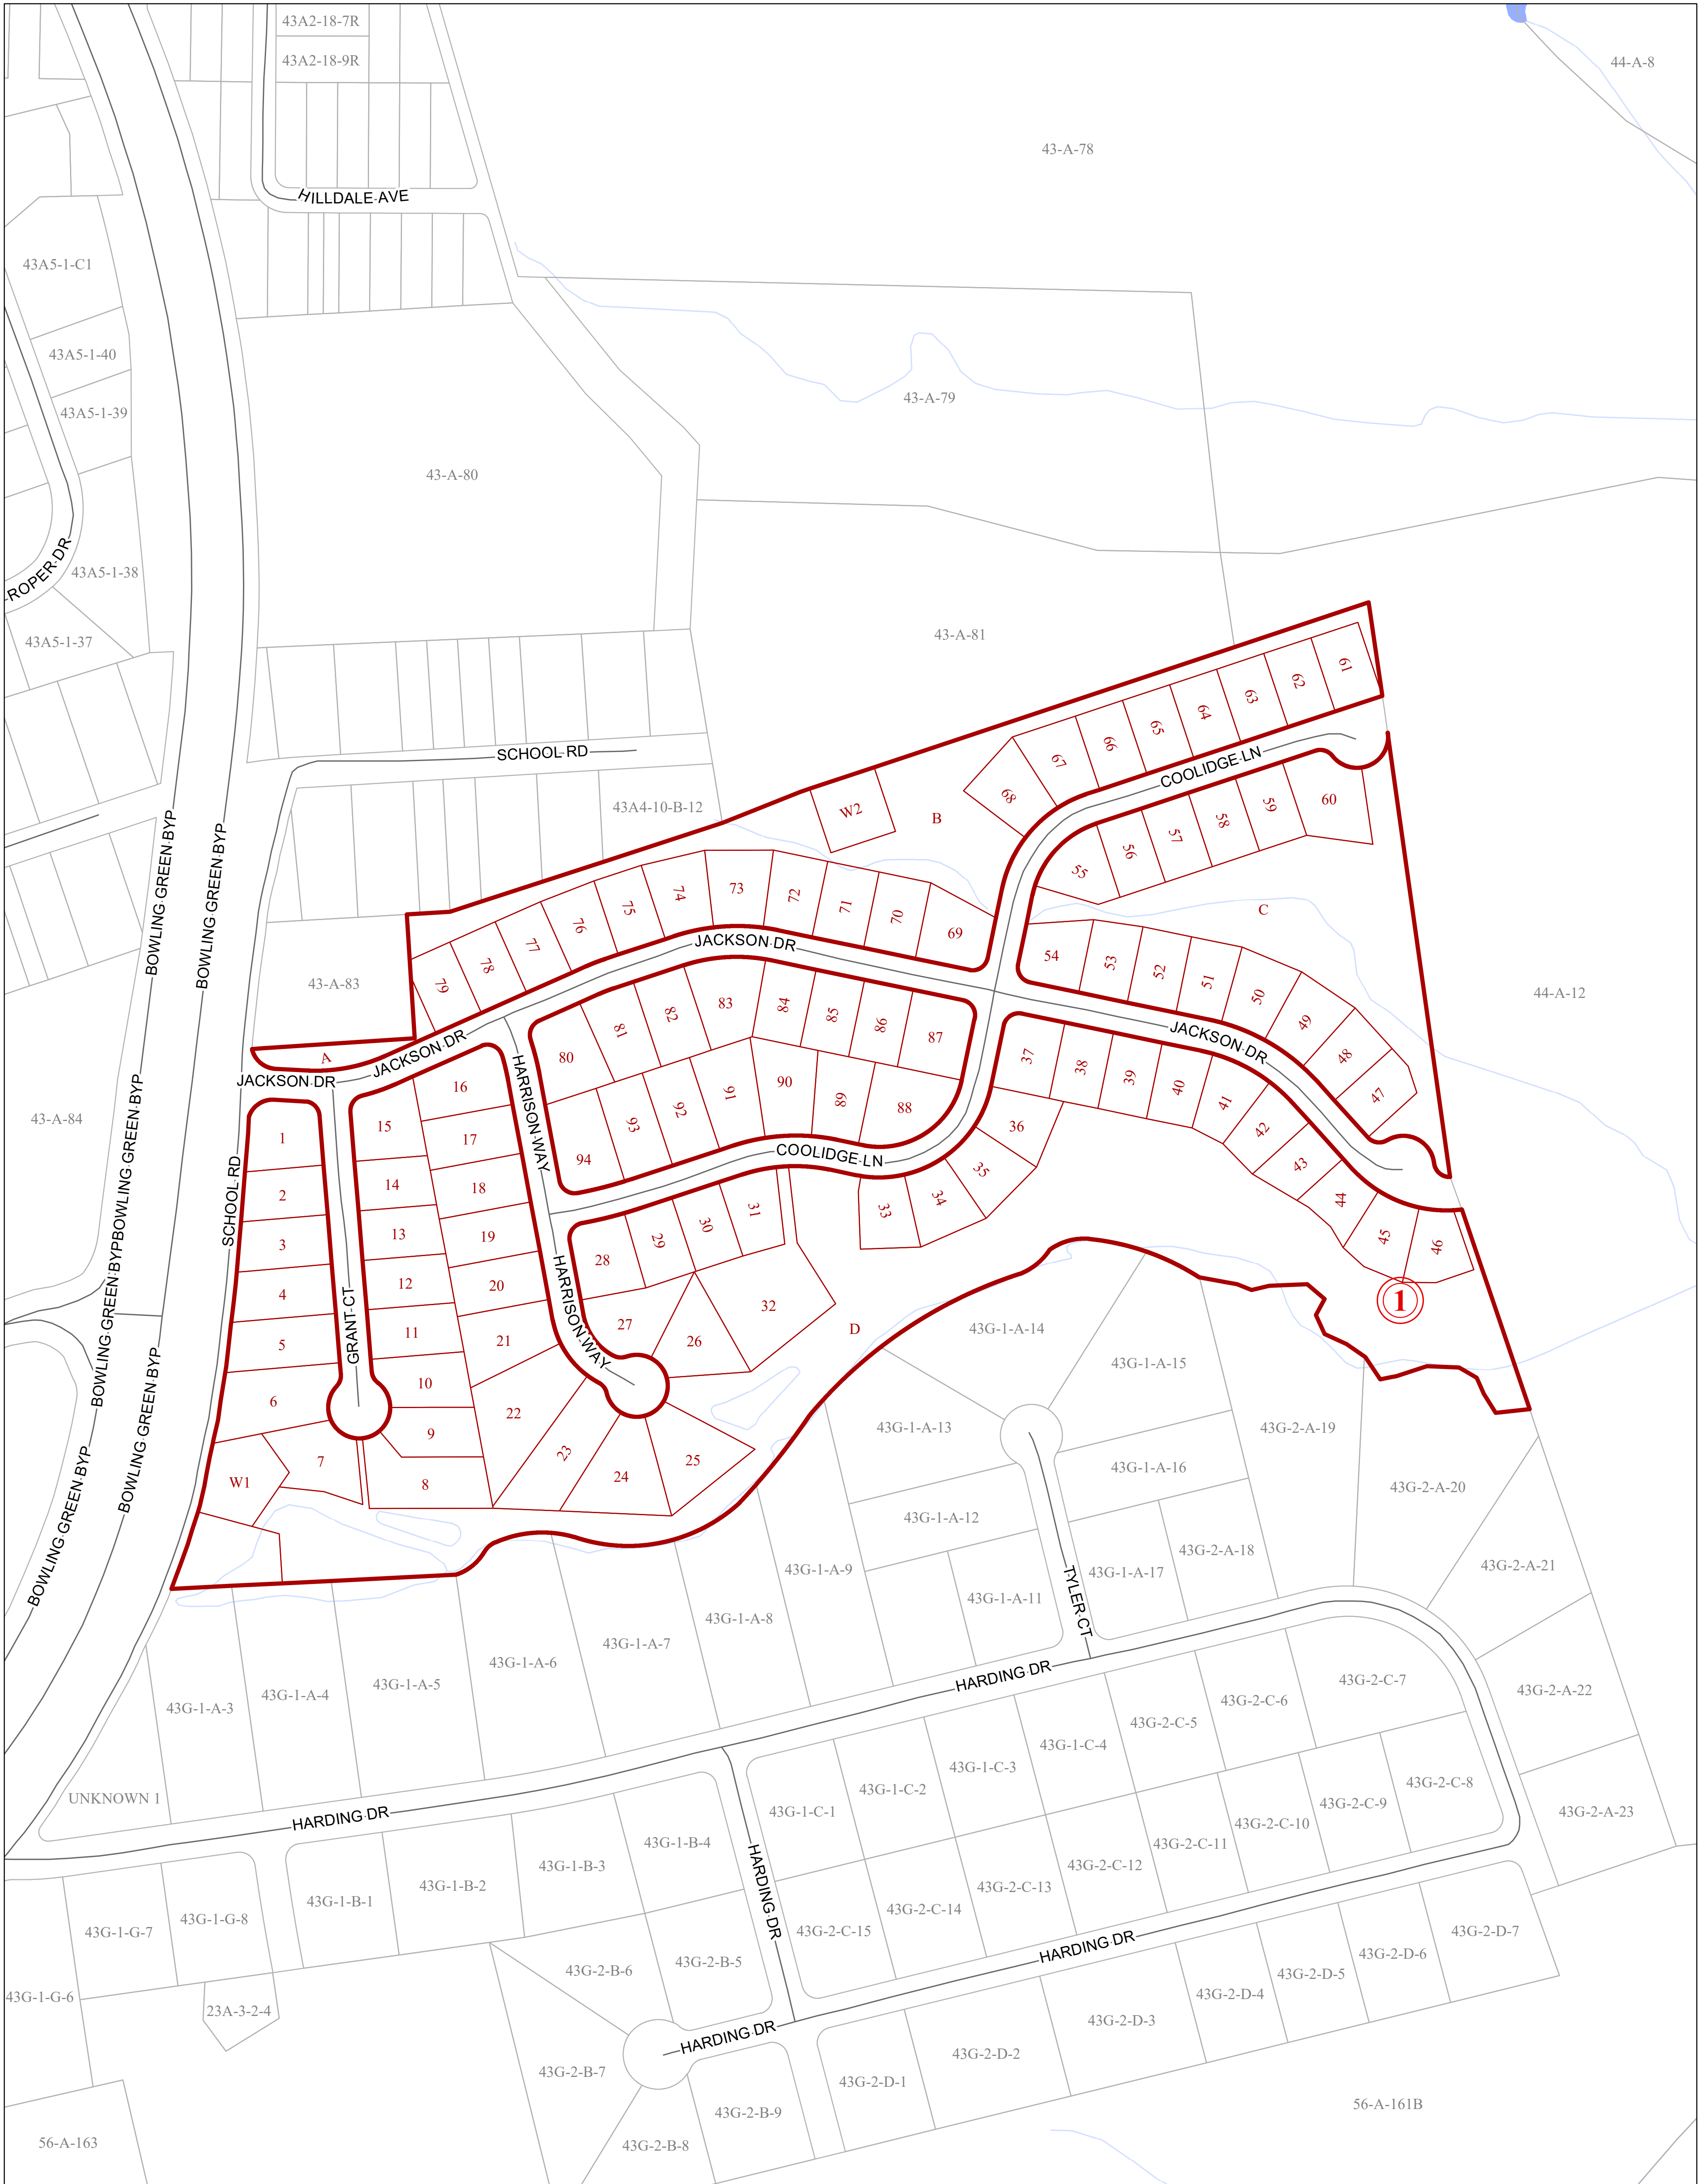 43A2-18-7R
43A2-18-9R
44-A-8
43-A-78
HILLDALE AVE
43A5-1-C1
43A5-1-40
43A5-1-39
43-A-79
43-A-80
ROPER DR
43A5-1-38
43A5-1-37
43-A-81
61
62
63
64
65
66
67
68
SCHOOL RD
COOLIDGE LN
43A4-10-B-12
W2
B
60
59
58
57
56
55
BOWLING GREEN BYP
BOWLING GREEN BYP
C
73
74
72
75
71
76
70
77
69
78
79
JACKSON DR
54
53
52
51
50
49
48
47
43-A-83
44-A-12
A
JACKSON DR
JACKSON DR
JACKSON DR
80
81
82
83
84
85
86
87
88
89
90
91
92
93
94
37
38
39
40
41
42
43
44
45
46
43-A-84
HARRISON WAY
16
15
17
1
14
18
2
13
19
3
12
20
4
11
21
5
10
6
9
22
7
8
W1
SCHOOL RD
GRANT CT
COOLIDGE LN
36
35
34
33
31
30
29
28
27
26
32
HARRISON WAY
23
24
25
D
1
BOWLING GREEN BYP
BOWLING GREEN BYP
BOWLING GREEN BYP
BOWLING GREEN BYP
BOWLING GREEN BYP
43G-1-A-14
43G-1-A-15
43G-1-A-13
43G-2-A-19
43G-1-A-16
43G-2-A-20
43G-1-A-12
43G-2-A-18
43G-1-A-17
43G-2-A-21
43G-1-A-9
43G-1-A-11
TYLER CT
43G-1-A-8
43G-1-A-7
43G-1-A-6
43G-1-A-5
43G-1-A-4
43G-1-A-3
HARDING DR
43G-2-C-7
43G-2-A-22
43G-2-C-6
43G-2-C-5
43G-1-C-4
43G-1-C-3
43G-1-C-2
43G-1-C-1
UNKNOWN 1
HARDING DR
43G-2-C-8
43G-2-C-9
43G-2-A-23
43G-2-C-10
43G-2-C-11
43G-2-C-12
43G-2-C-13
43G-2-C-14
43G-2-C-15
43G-1-B-4
43G-1-B-3
43G-1-B-2
43G-1-B-1
HARDING DR
43G-1-G-8
43G-1-G-7
HARDING DR
43G-2-D-7
43G-2-D-6
43G-2-D-5
43G-2-D-4
43G-2-D-3
43G-2-D-2
43G-2-D-1
43G-2-B-5
43G-2-B-6
43G-1-G-6
23A-3-2-4
HARDING DR
43G-2-B-7
43G-2-B-9
43G-2-B-8
56-A-161B
56-A-163